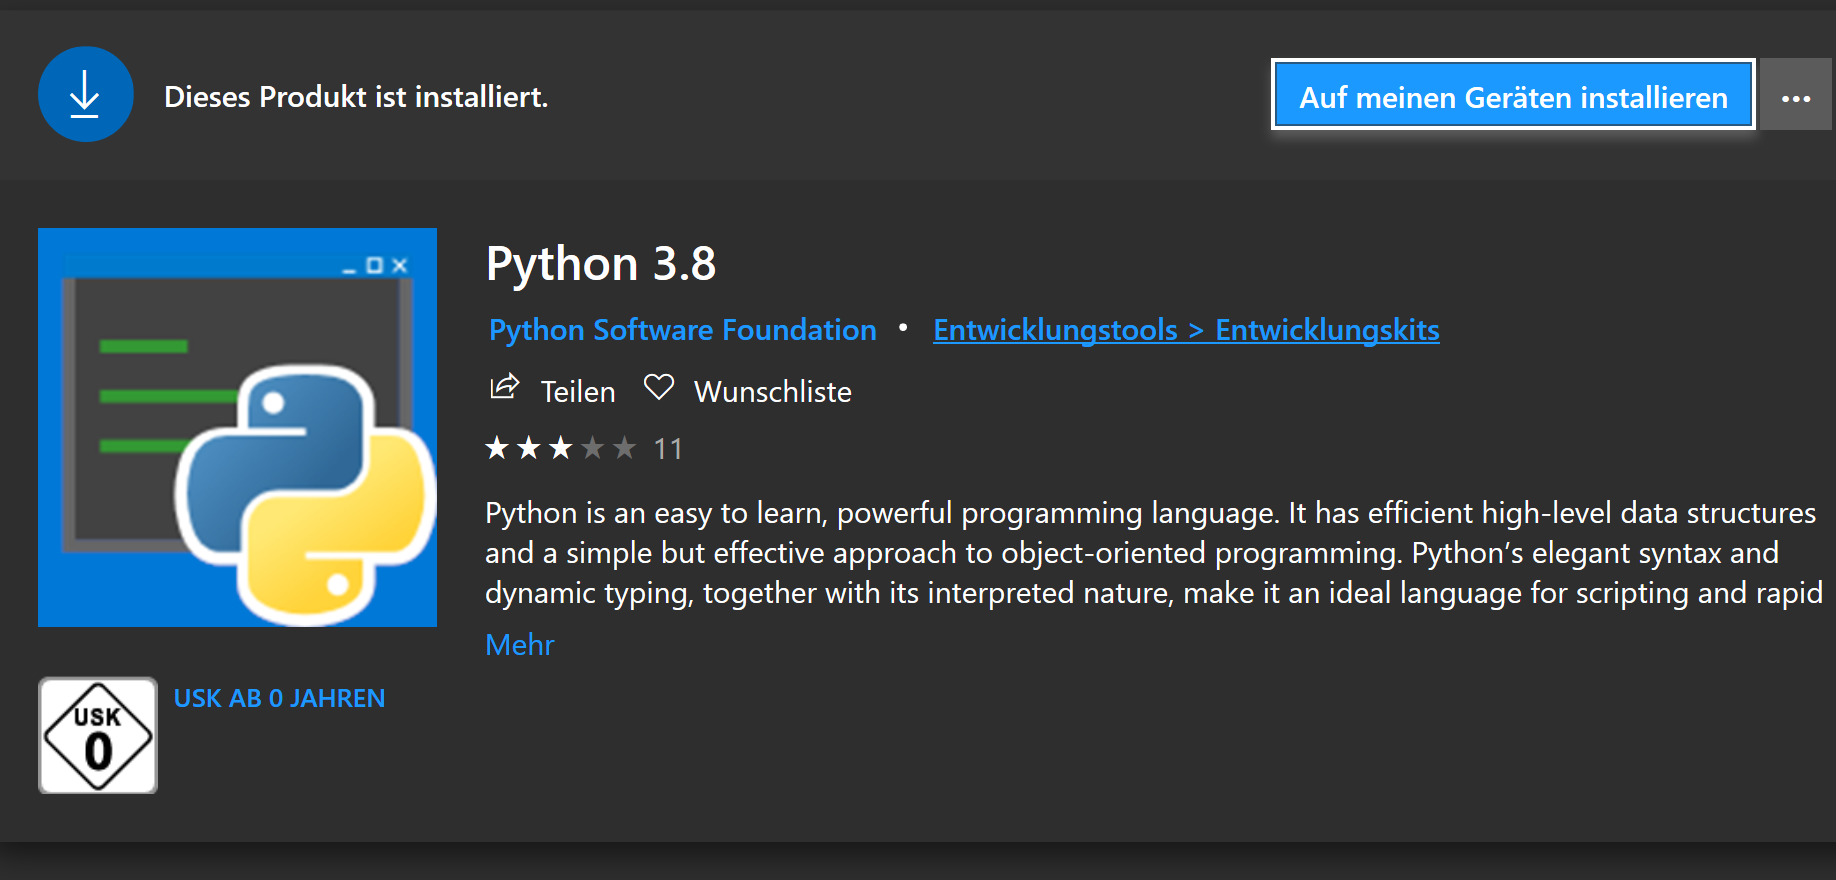 Dieses Produkt ist installiert.
Auf meinen Geräten installieren
Python 3.8
Python Software Foundation • Entwicklungstools > Entwicklungskits
Teilen Wunschliste
11
Python is an easy to learn, powerful programming language. It has efficient high-level data structures
and a simple but effective approach to object-oriented programming. Python’s elegant syntax and
dynamic typing, together with its interpreted nature, make it an ideal language for scripting and rapid
Mehr
USK
0
USK AB 0 JAHREN